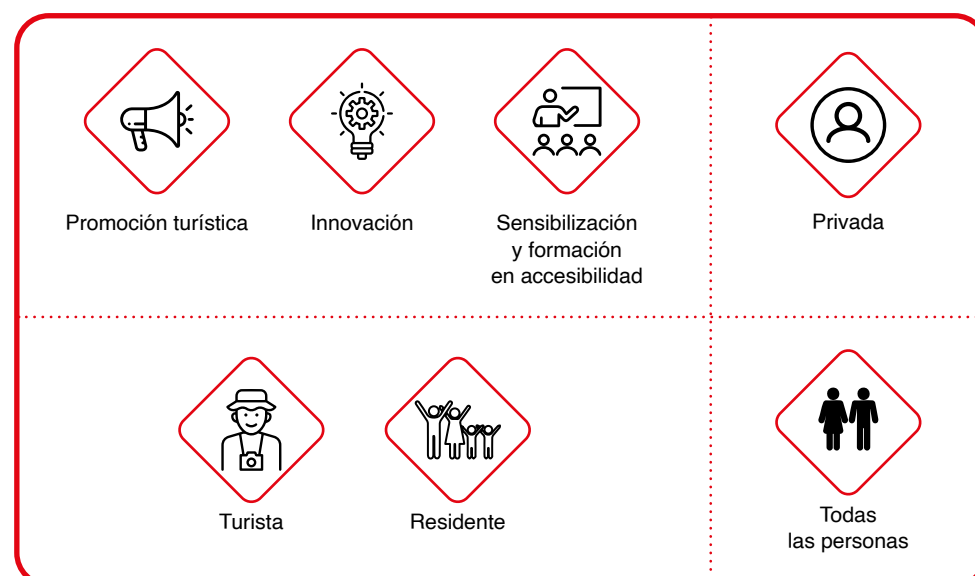 Promoción turística
Innovación
Sensibilización
y formación
en accesibilidad
Privada
Turista
Residente
Todas
las personas